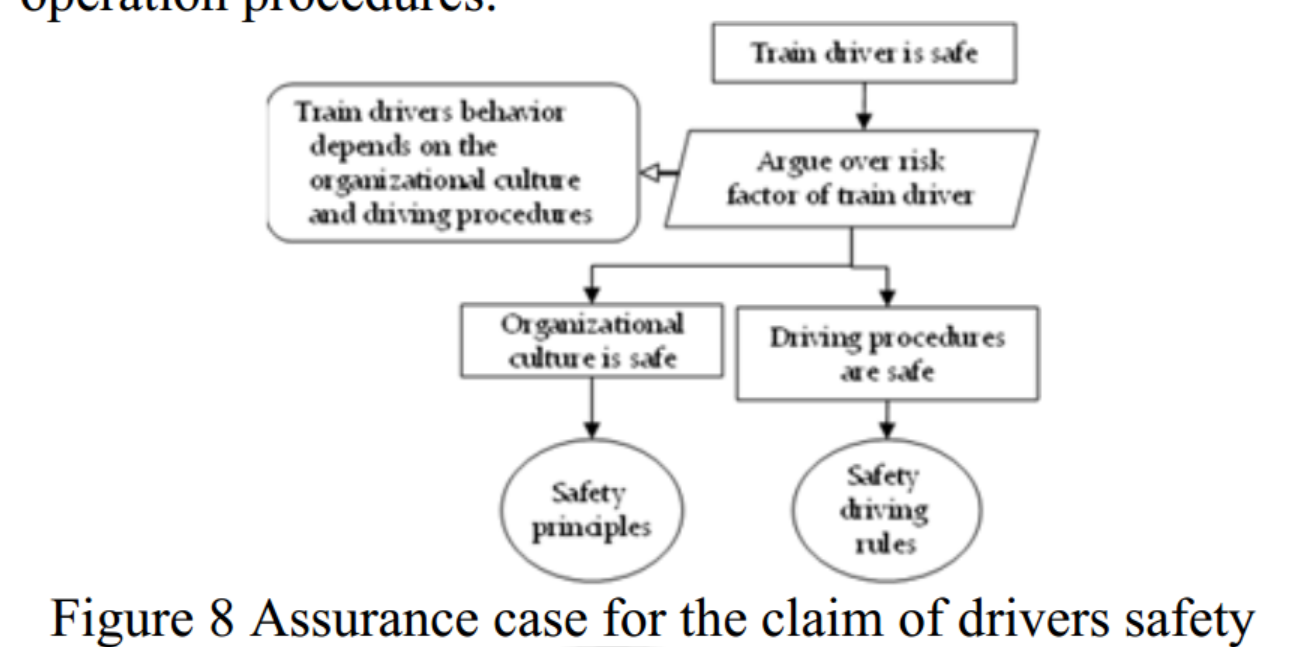 operation procedures.
Train driver is safe
Train drivers behavior
depends on the
organizational culture
and driving procedures
Argue over risk
factor of train driver
Organizational
culture is safe
Driving procedures
are safe
Safety
principles
Safety
driving
rules
Figure 8 Assurance case for the claim of drivers safety